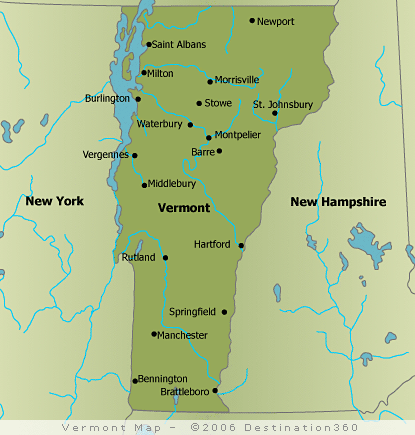 Newport
Saint Albans
Milton
Morrisville
Burlington
Stowe
St. Johnsbury
Waterbury
Montpelier
Barre
Vergennes
Middlebury
New York
Vermont
New Hampshire
Hartford
Rutland
Springfield
Manchester
Bennington
Brattleboro
Vermont Map - ©2006 Destination360